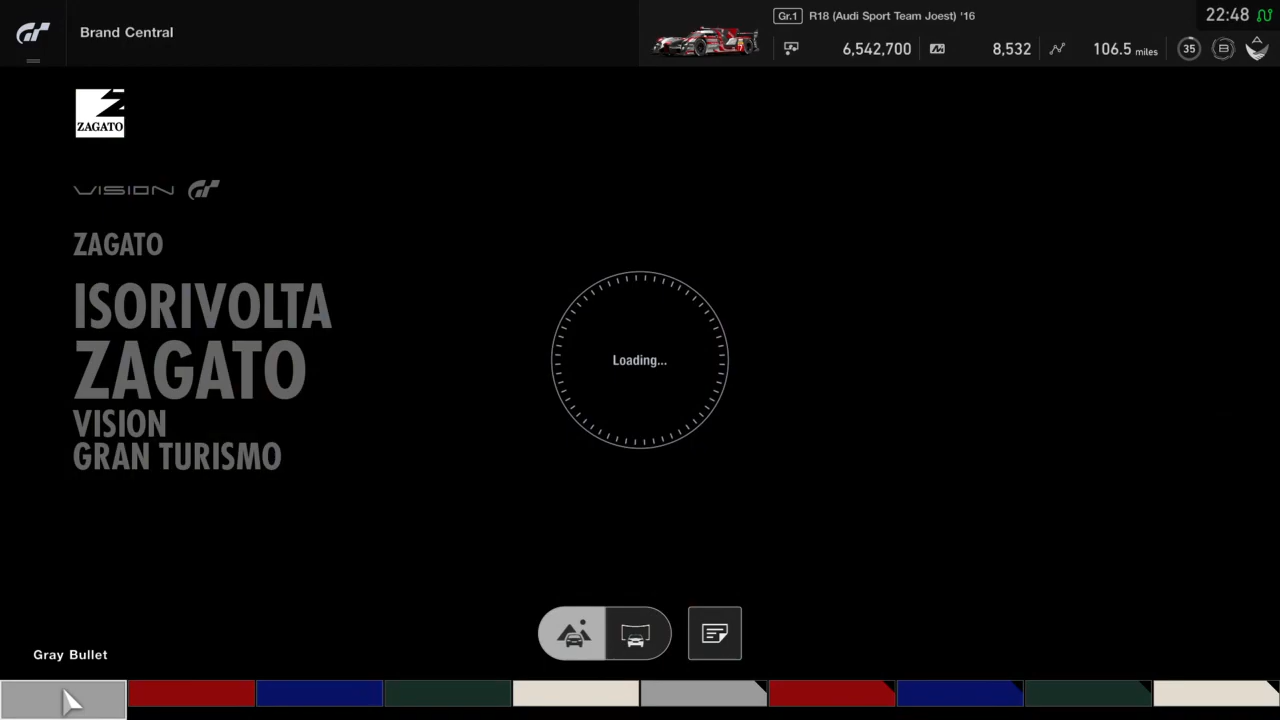 Brand Central
Gr.1 R18 (Audi Sport Team Joest) '16
22:48
6,542,700
8,532
106.5 miles
35
B
A
ZAGATO
VISION GT
ZAGATO
ISORIVOLTA
ZAGATO
VISION
GRAN TURISMO
Loading...
Gray Bullet